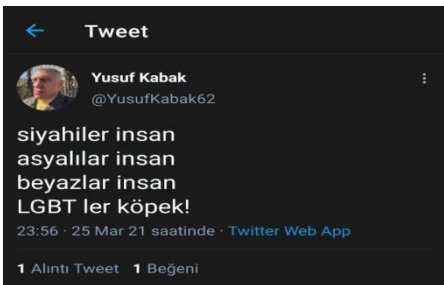 Tweet
Yusuf Kabak
@YusufKabak62
siyahiler insan
asyalılar insan
beyazlar insan
LGBT ler köpek!
23:56 · 25 Mar 21 saatinde · Twitter Web App
1 Alıntı Tweet 1 Beğeni